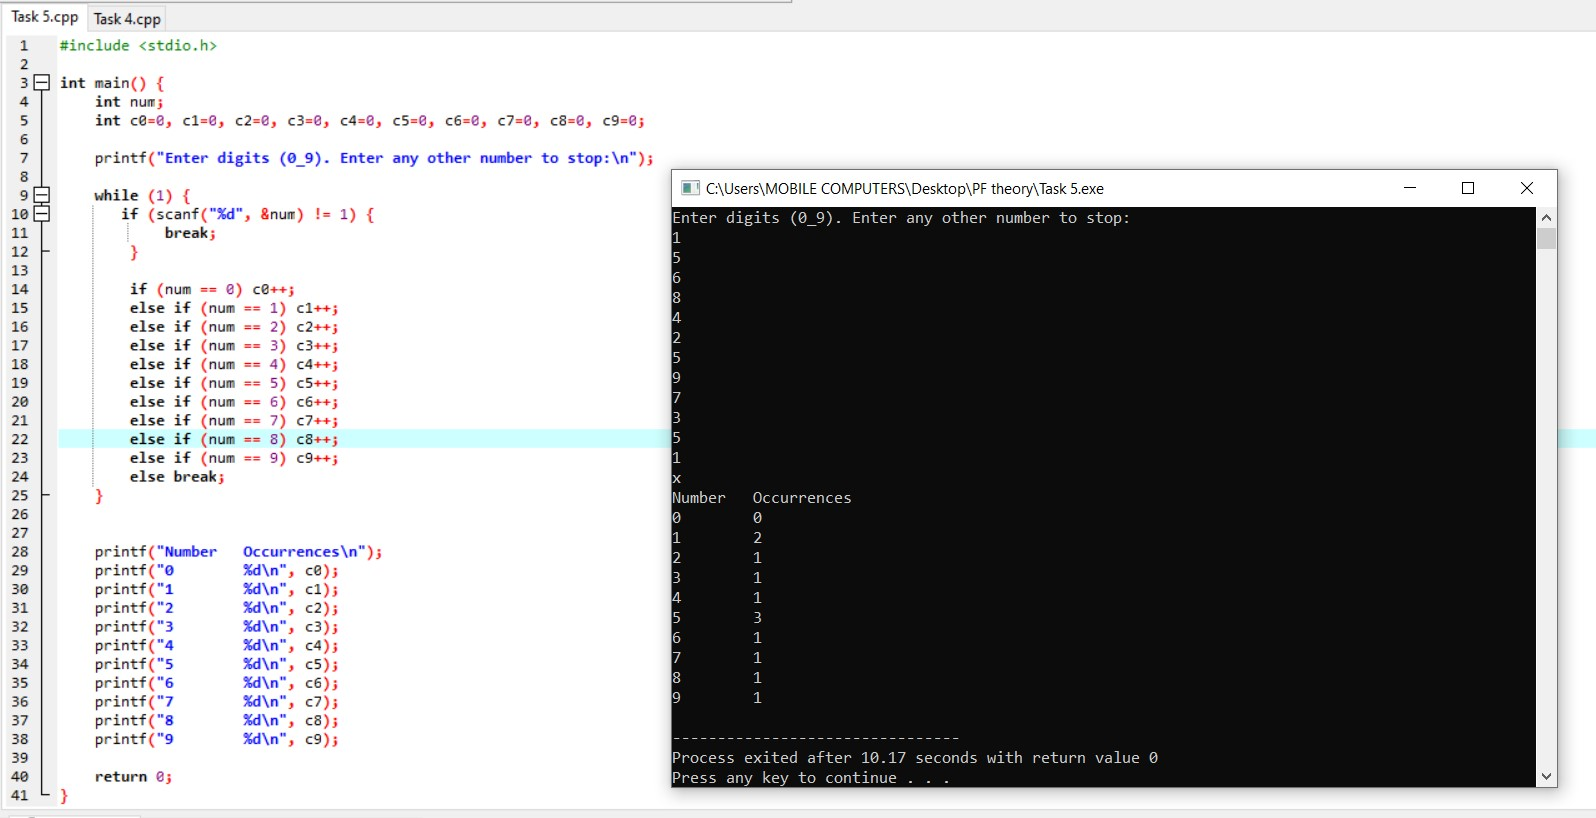 Task 5.cpp Task 4.cpp
1 #include <stdio.h>
2
3 int main() {
4 int num;
5 int c0=0, c1=0, c2=0, c3=0, c4=0, c5=0, c6=0, c7=0, c8=0, c9=0;
6
7 printf("Enter digits (0_9). Enter any other number to stop:\n");
8
9 while (1) {
10 if (scanf("%d", &num) != 1) {
11 break;
12 }
13
14 if (num == 0) c0++;
15 else if (num == 1) c1++;
16 else if (num == 2) c2++;
17 else if (num == 3) c3++;
18 else if (num == 4) c4++;
19 else if (num == 5) c5++;
20 else if (num == 6) c6++;
21 else if (num == 7) c7++;
22 else if (num == 8) c8++;
23 else if (num == 9) c9++;
24 else break;
25 }
26
27
28 printf("Number   Occurrences\n");
29 printf("0        %d\n", c0);
30 printf("1        %d\n", c1);
31 printf("2        %d\n", c2);
32 printf("3        %d\n", c3);
33 printf("4        %d\n", c4);
34 printf("5        %d\n", c5);
35 printf("6        %d\n", c6);
36 printf("7        %d\n", c7);
37 printf("8        %d\n", c8);
38 printf("9        %d\n", c9);
39
40 return 0;
41 }
C:\Users\MOBILE COMPUTERS\Desktop\PF theory\Task 5.exe
Enter digits (0_9). Enter any other number to stop:
1
5
6
8
4
2
5
9
7
3
5
1
x
Number   Occurrences
0        0
1        2
2        1
3        1
4        1
5        3
6        1
7        1
8        1
9        1
--------------------------------
Process exited after 10.17 seconds with return value 0
Press any key to continue . . .